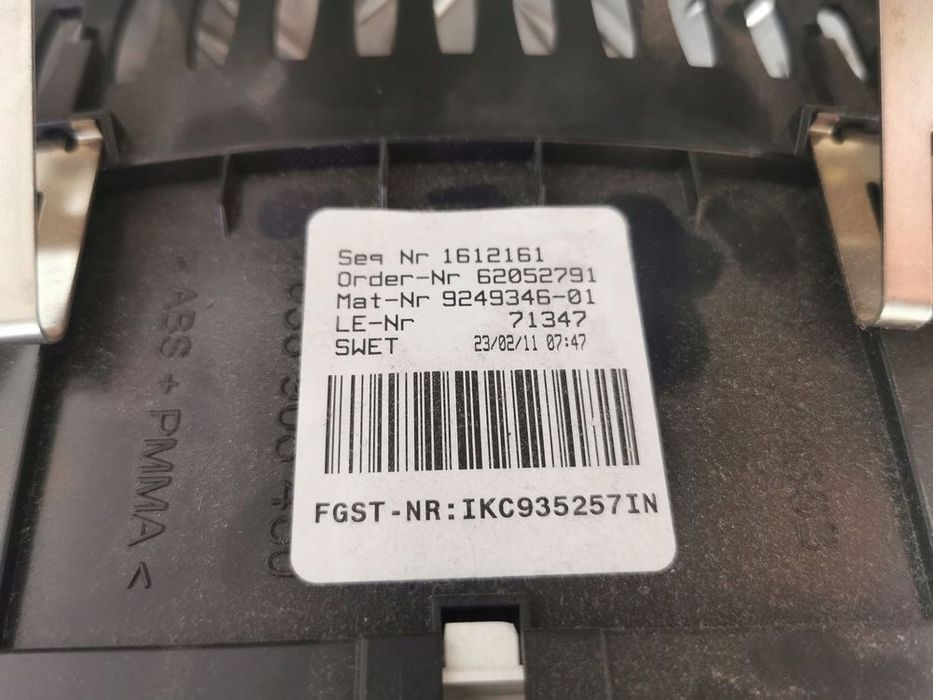 Seq Nr 1612161
Order-Nr 62052791
Mat-Nr 9249346-01
LE-Nr 71347
SWET 23/02/11 07:47
FGST-NR:IKC935257IN
ABS + PMMA <